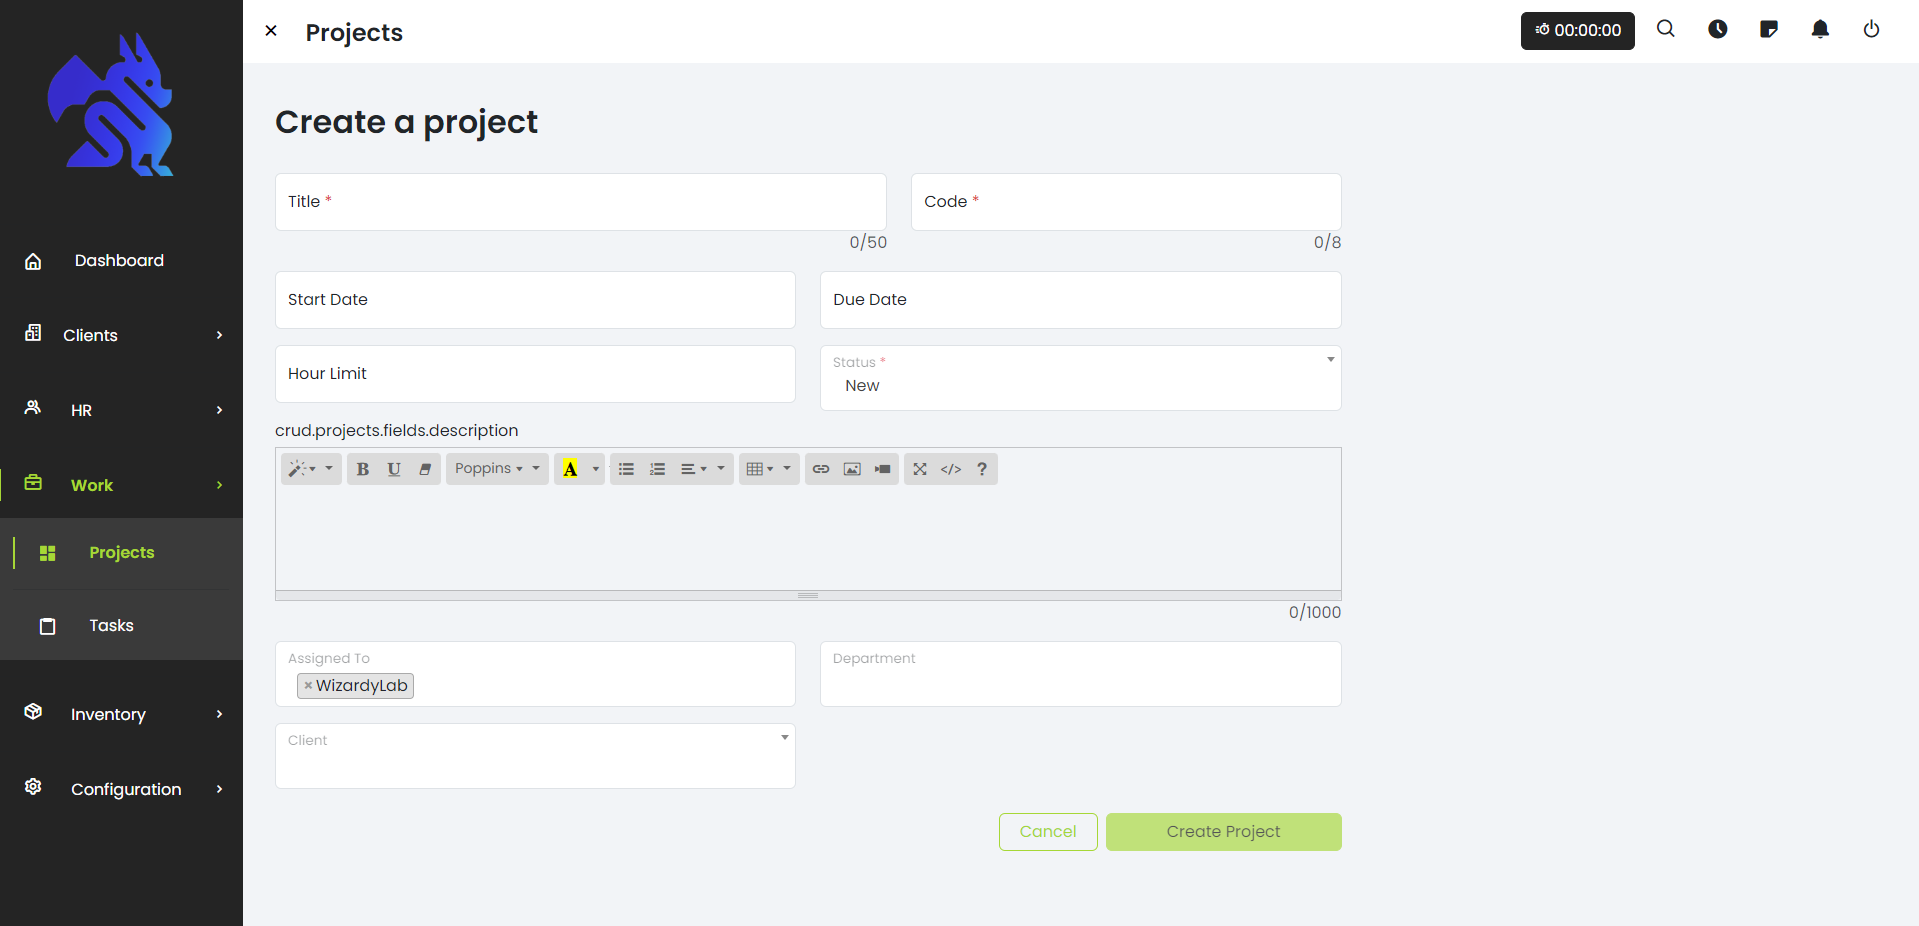 Projects
00:00:00
Create a project
Title *
Code *
0/50
0/8
Dashboard
Start Date
Due Date
Clients
Hour Limit
Status *
New
HR
crud.projects.fields.description
B U Poppins A </> ?
Work
Projects
0/1000
Tasks
Assigned To
×WizardyLab
Department
Inventory
Client
Configuration
Cancel
Create Project